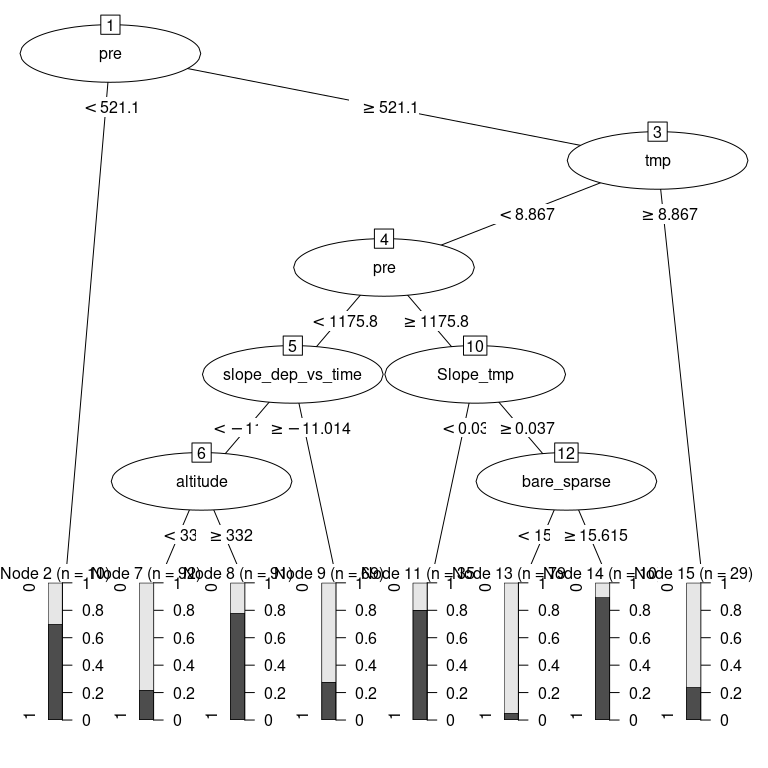 1
pre
< 521.1
≥ 521.1
3
tmp
< 8.867
≥ 8.867
4
pre
< 1175.8
≥ 1175.8
5
slope_dep_vs_time
10
Slope_tmp
≥ −11.014
< 0.03
≥ 0.037
6
altitude
12
bare_sparse
< 33
≥ 332
< 15
≥ 15.615
Node 2 (n = 10)
Node 7 (n = 92)
Node 8 (n = 91)
Node 9 (n =
Node 11 (n = 35
Node 13 (n = 79
Node 14 (n = 10
Node 15 (n = 29)
0 1 0.8 0.6 0.4 0.2 0 1
0 1 0.8 0.6 0.4 0.2 0 1
0 1 0.8 0.6 0.4 0.2 0 1
0 1 0.8 0.6 0.4 0.2 0 1
0 1 0.8 0.6 0.4 0.2 0 1
0 1 0.8 0.6 0.4 0.2 0 1
0 1 0.8 0.6 0.4 0.2 0 1
0 1 0.8 0.6 0.4 0.2 0 1